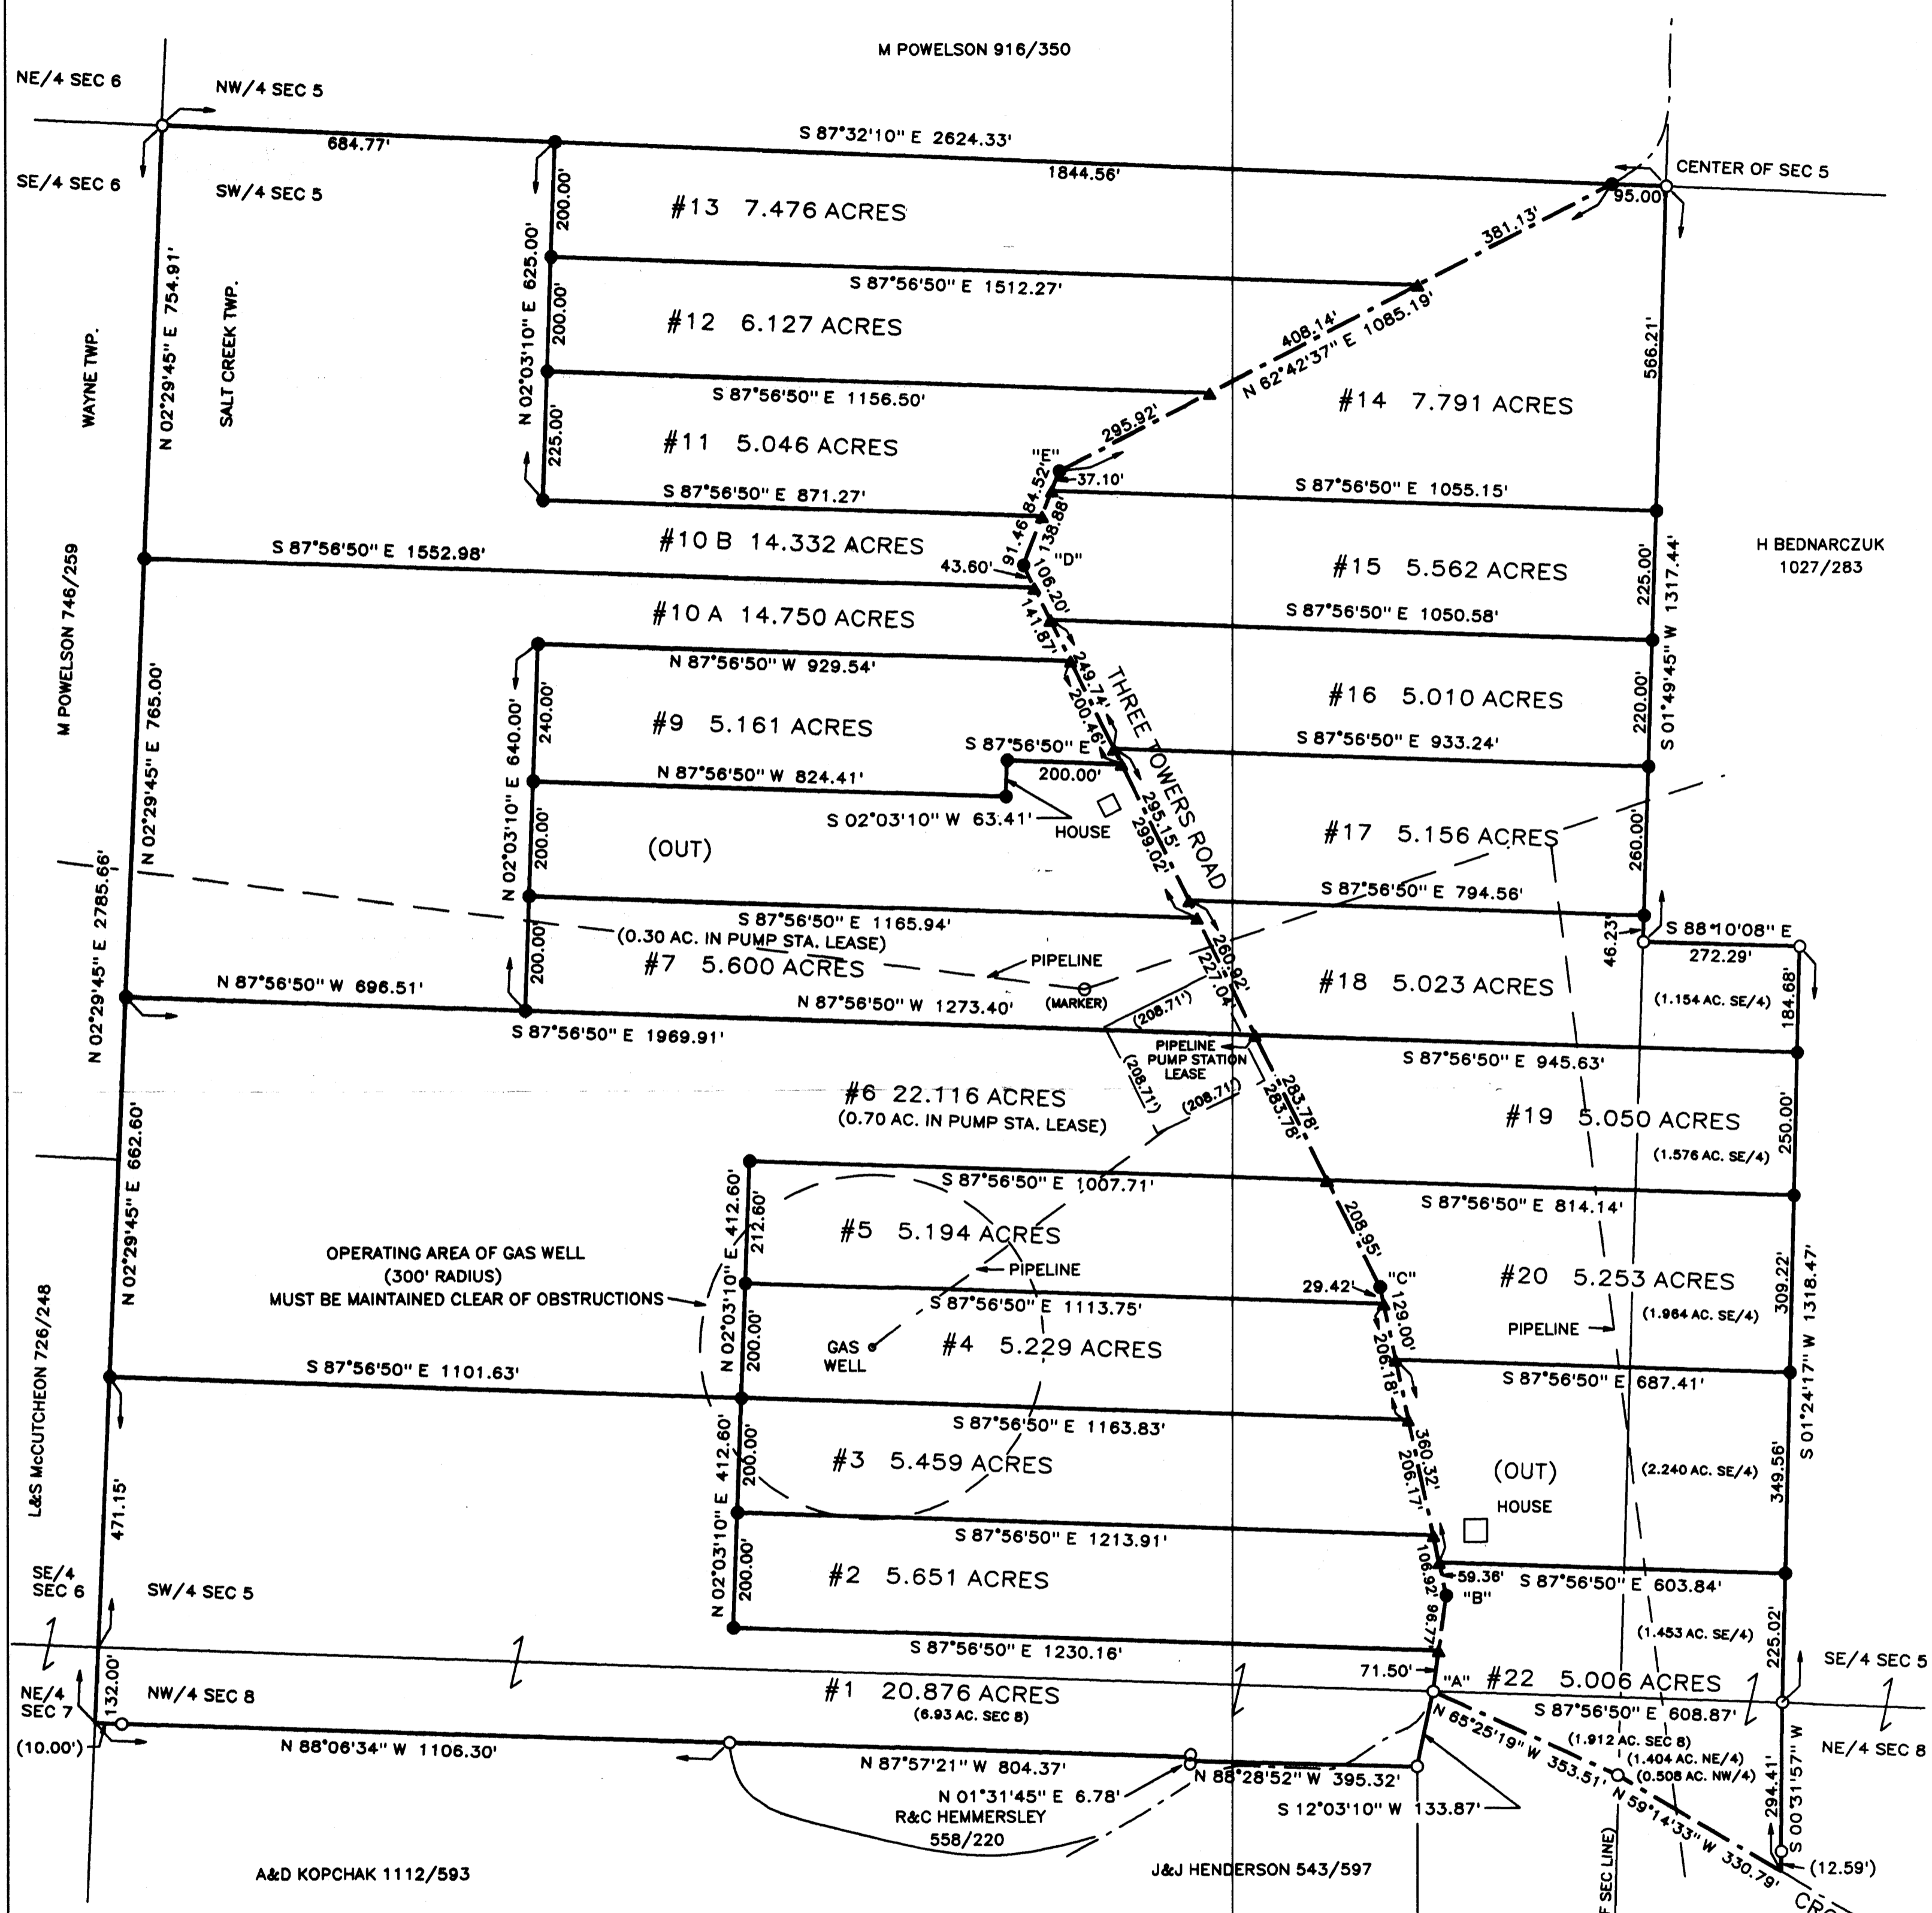 M POWELSON 916/350
NE/4 SEC 6
NW/4 SEC 5
SE/4 SEC 6
SW/4 SEC 5
684.77'
S 87°32'10" E 2624.33'
1844.56'
CENTER OF SEC 5
95.00'
200.00'
#13 7.476 ACRES
381.13'
N 02°03'10" E 625.00'
S 87°56'50" E 1512.27'
N 02°29'45" E 754.91'
WAYNE TWP.
SALT CREEK TWP.
200.00'
#12 6.127 ACRES
408.14'
N 62°42'37" E 1085.19'
566.21'
S 87°56'50" E 1156.50'
#14 7.791 ACRES
225.00'
#11 5.046 ACRES
295.92'
"E"
37.10'
84.52'
S 87°56'50" E 871.27'
S 87°56'50" E 1055.15'
138.88'
91.46'
#10 B 14.332 ACRES
S 87°56'50" E 1552.98'
43.60'
"D"
106.20'
#15 5.562 ACRES
225.00'
S 01°49'45" W 1317.44'
H BEDNARCZUK
1027/283
M POWELSON 746/259
#10 A 14.750 ACRES
141.87'
S 87°56'50" E 1050.58'
N 87°56'50" W 929.54'
249.74'
200.46'
THREE TOWERS ROAD
#16 5.010 ACRES
220.00'
N 02°29'45" E 765.00'
N 02°03'10" E 640.00'
240.00'
#9 5.161 ACRES
S 87°56'50" E
200.00'
S 87°56'50" E 933.24'
N 87°56'50" W 824.41'
S 02°03'10" W 63.41'
HOUSE
295.15'
299.02'
#17 5.156 ACRES
260.00'
200.00'
(OUT)
S 87°56'50" E 794.56'
N 02°29'45" E 2785.66'
S 87°56'50" E 1165.94'
(0.30 AC. IN PUMP STA. LEASE)
200.00'
#7 5.600 ACRES
PIPELINE
(MARKER)
260.92'
227.04'
46.23'
S 88°10'08" E
272.29'
#18 5.023 ACRES
(1.154 AC. SE/4)
184.68'
N 87°56'50" W 696.51'
N 87°56'50" W 1273.40'
S 87°56'50" E 1969.91'
(208.71')
PIPELINE
PUMP STATION
LEASE
(208.71')
(208.71')
S 87°56'50" E 945.63'
#6 22.116 ACRES
(0.70 AC. IN PUMP STA. LEASE)
283.78'
283.78'
#19 5.050 ACRES
(1.576 AC. SE/4)
250.00'
N 02°29'45" E 662.60'
S 87°56'50" E 1007.71'
S 87°56'50" E 814.14'
N 02°03'10" E 412.60'
212.60'
#5 5.194 ACRES
208.95'
OPERATING AREA OF GAS WELL
(300' RADIUS)
MUST BE MAINTAINED CLEAR OF OBSTRUCTIONS
PIPELINE
29.42'
"C"
129.00'
#20 5.253 ACRES
(1.964 AC. SE/4)
309.22'
S 01°24'17" W 1318.47'
L&S McCUTCHEON 726/248
S 87°56'50" E 1113.75'
200.00'
GAS
WELL
#4 5.229 ACRES
206.18'
PIPELINE
S 87°56'50" E 1101.63'
S 87°56'50" E 687.41'
S 87°56'50" E 1163.83'
N 02°03'10" E 412.60'
200.00'
#3 5.459 ACRES
360.32'
206.17'
(OUT)
HOUSE
(2.240 AC. SE/4)
349.56'
471.15'
S 87°56'50" E 1213.91'
200.00'
#2 5.651 ACRES
106.92'
59.36'
"B"
S 87°56'50" E 603.84'
SE/4
SEC 6
SW/4 SEC 5
96.77'
(1.453 AC. SE/4)
225.02'
S 87°56'50" E 1230.16'
71.50'
"A"
#22 5.006 ACRES
SE/4 SEC 5
NE/4
SEC 7
132.00'
NW/4 SEC 8
#1 20.876 ACRES
(6.93 AC. SEC 8)
S 87°56'50" E 608.87'
(1.912 AC. SEC 8)
(1.404 AC. NE/4)
(0.508 AC. NW/4)
NE/4 SEC 8
(10.00')
N 88°06'34" W 1106.30'
N 87°57'21" W 804.37'
N 88°28'52" W 395.32'
N 65°25'19" W 353.51'
N 01°31'45" E 6.78'
R&C HEMMERSLEY
558/220
S 12°03'10" W 133.87'
N 59°14'33" W 330.79'
294.41'
S 00°31'57" W
(12.59')
A&D KOPCHAK 1112/593
J&J HENDERSON 543/597
F SEC LINE)